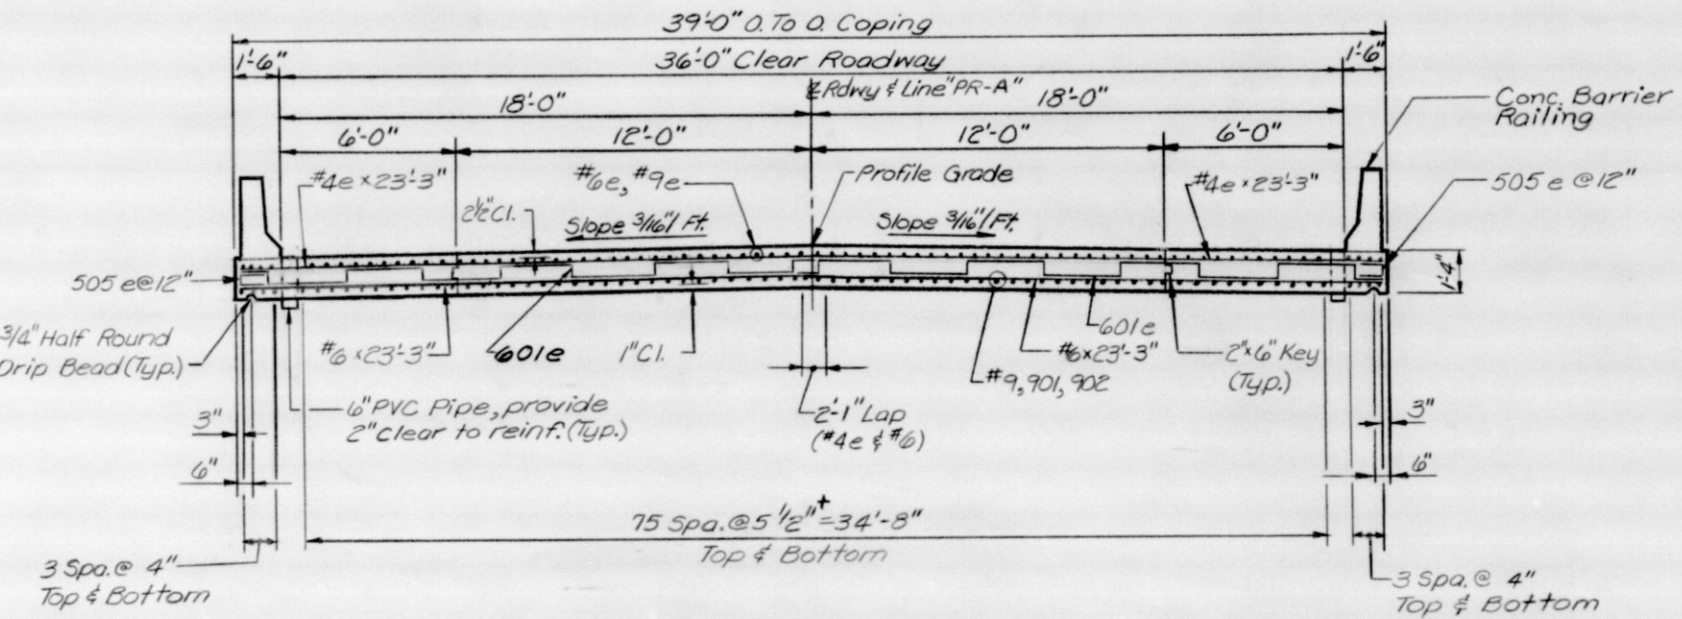 39'-0" O. To O. Coping
1'-6"
36'-0" Clear Roadway
1'-6"
℄ Rdwy & Line "PR-A"
18'-0"
18'-0"
Conc. Barrier
Railing
6'-0"
12'-0"
12'-0"
6'-0"
#4e×23'-3"
#6e, #9e
Profile Grade
#4e×23'-3"
505 e @12"
2½"Cl.
Slope 3/16"/Ft.
Slope 3/16"/Ft.
505 e@12"
1'-4"
3/4" Half Round
Drip Bead (Typ.)
#6×23'-3"
601e
1"Cl.
601e
#6×23'-3"
2"×6" Key
(Typ.)
#9,901,902
6" PVC Pipe, provide
2" clear to reinf. (Typ.)
2'-1" Lap
(#4e & #6)
3"
3"
6"
6"
75 Spa.@5 1/2"±=34'-8"
Top & Bottom
3 Spa.@ 4"
Top & Bottom
3 Spa.@ 4"
Top & Bottom